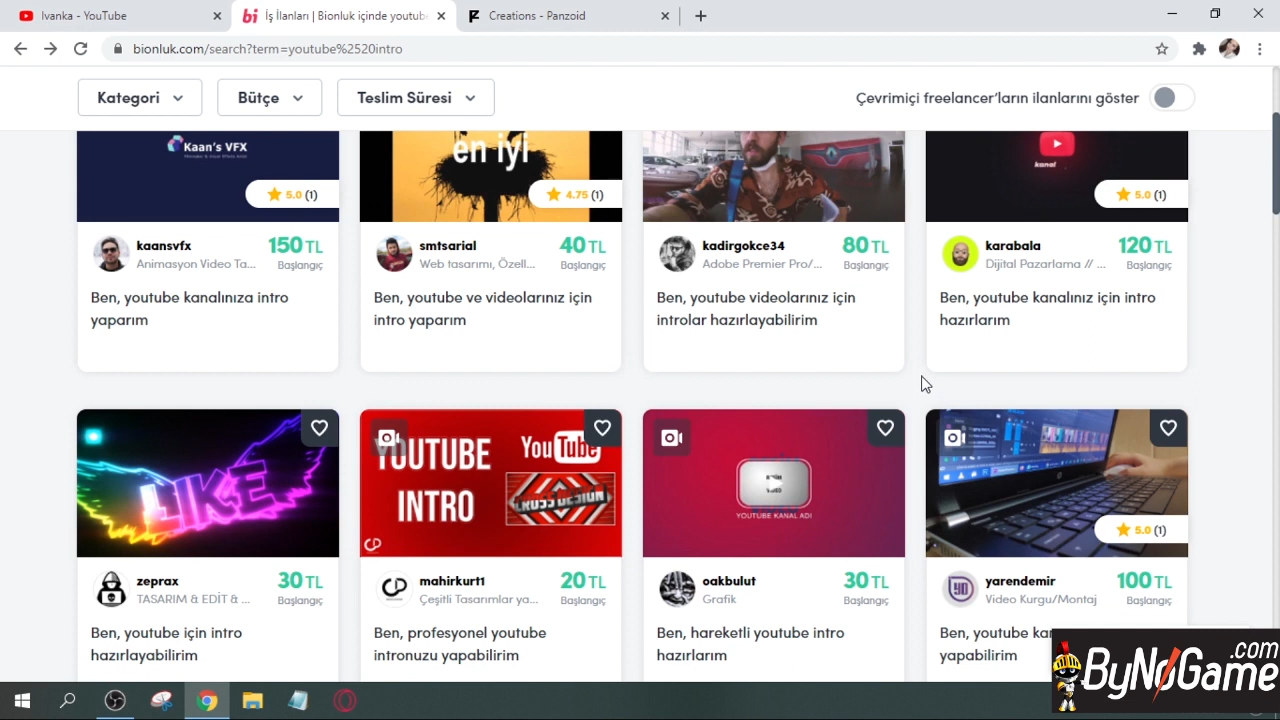 Ivanka - YouTube
İş İlanları | Bionluk içinde youtube
Creations - Panzoid
bionluk.com/search?term=youtube%2520intro
Kategori
Bütçe
Teslim Süresi
Çevrimiçi freelancer'ların ilanlarını göster
Kaan's VFX
5.0 (1)
en iyi
4.75 (1)
kanal
5.0 (1)
kaansvfx
150 TL
Animasyon Video Ta...
Başlangıç
Ben, youtube kanalınıza intro
yaparım
smtsarial
40 TL
Web tasarımı, Özell...
Başlangıç
Ben, youtube ve videolarınız için
intro yaparım
kadirgokce34
80 TL
Adobe Premier Pro/...
Başlangıç
Ben, youtube videolarınız için
introlar hazırlayabilirim
karabala
120 TL
Dijital Pazarlama // ...
Başlangıç
Ben, youtube kanalınız için intro
hazırlarım
LIKE
YOUTUBE
INTRO
YouTube
CROSS DESIGN
CP
YOUTUBE KANAL ADI
5.0 (1)
zeprax
30 TL
TASARIM & EDİT & ...
Başlangıç
Ben, youtube için intro
hazırlayabilirim
mahirkurt1
20 TL
Çeşitli Tasarımlar ya...
Başlangıç
Ben, profesyonel youtube
intronuzu yapabilirim
oakbulut
30 TL
Grafik
Başlangıç
Ben, hareketli youtube intro
hazırlarım
yarendemir
100 TL
Video Kurgu/Montaj
Başlangıç
Ben, youtube
yapabilirim
ByNoGame.com